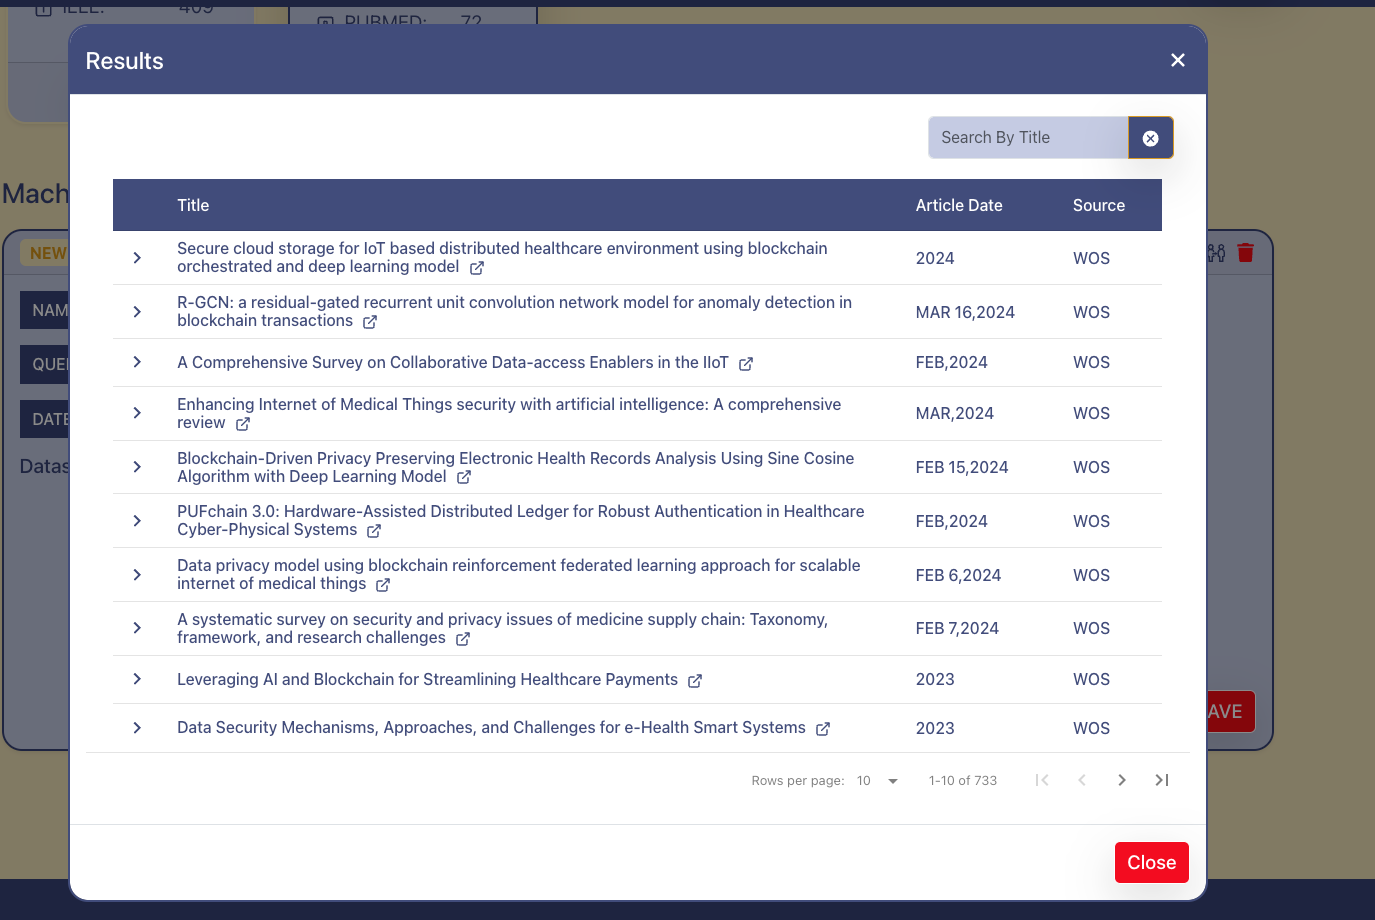 IEEE: 409
PUBMED: 72
Results
Search By Title
Mach
NEW
NAM
QUE
DATE
Datas
AVE
Title Article Date Source
Secure cloud storage for IoT based distributed healthcare environment using blockchain
orchestrated and deep learning model
2024 WOS
R-GCN: a residual-gated recurrent unit convolution network model for anomaly detection in
blockchain transactions
MAR 16,2024 WOS
A Comprehensive Survey on Collaborative Data-access Enablers in the IIoT FEB,2024 WOS
Enhancing Internet of Medical Things security with artificial intelligence: A comprehensive
review
MAR,2024 WOS
Blockchain-Driven Privacy Preserving Electronic Health Records Analysis Using Sine Cosine
Algorithm with Deep Learning Model
FEB 15,2024 WOS
PUFchain 3.0: Hardware-Assisted Distributed Ledger for Robust Authentication in Healthcare
Cyber-Physical Systems
FEB,2024 WOS
Data privacy model using blockchain reinforcement federated learning approach for scalable
internet of medical things
FEB 6,2024 WOS
A systematic survey on security and privacy issues of medicine supply chain: Taxonomy,
framework, and research challenges
FEB 7,2024 WOS
Leveraging AI and Blockchain for Streamlining Healthcare Payments 2023 WOS
Data Security Mechanisms, Approaches, and Challenges for e-Health Smart Systems 2023 WOS
Rows per page: 10 1-10 of 733
Close